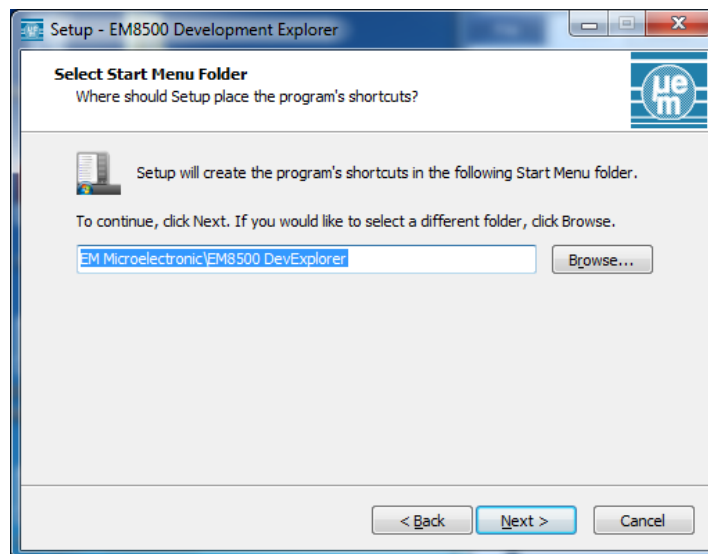 Setup - EM8500 Development Explorer
Select Start Menu Folder
Where should Setup place the program's shortcuts?
μe
m
Setup will create the program's shortcuts in the following Start Menu folder.
To continue, click Next. If you would like to select a different folder, click Browse.
EM Microelectronic\EM8500 DevExplorer
Browse...
< Back
Next >
Cancel